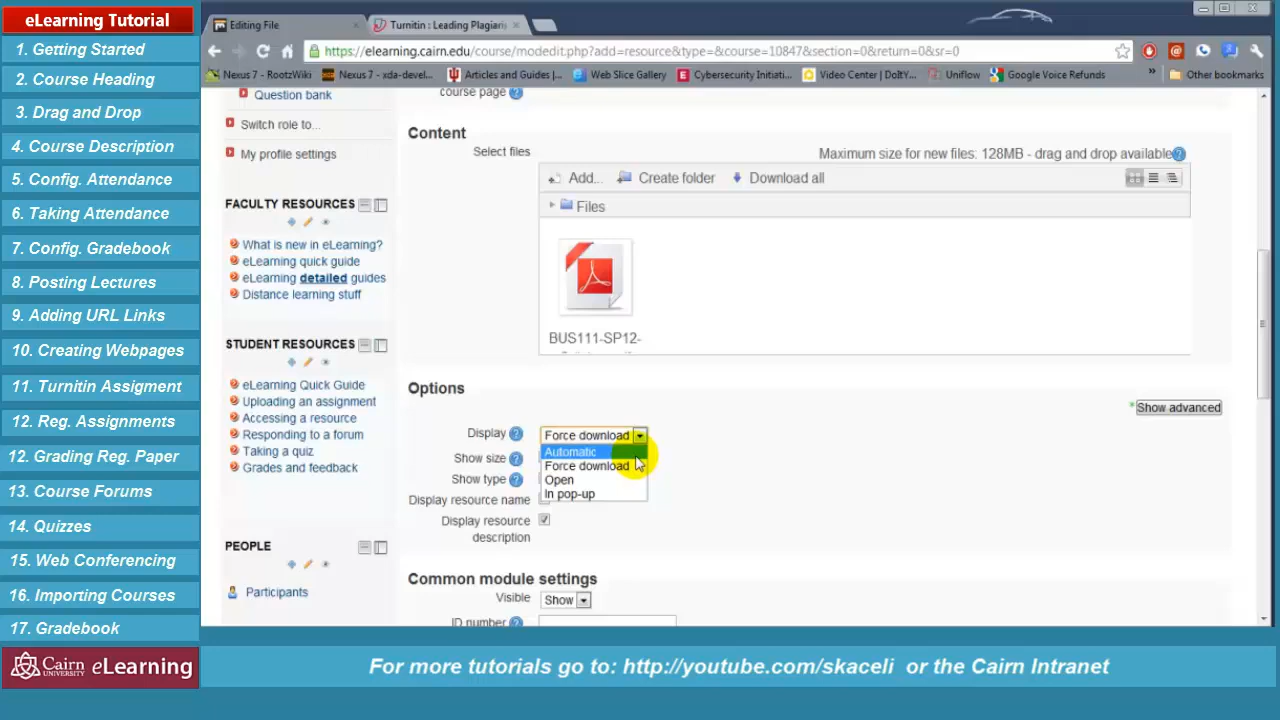 eLearning Tutorial
1. Getting Started
2. Course Heading
3. Drag and Drop
4. Course Description
5. Config. Attendance
6. Taking Attendance
7. Config. Gradebook
8. Posting Lectures
9. Adding URL Links
10. Creating Webpages
11. Turnitin Assigment
12. Reg. Assignments
12. Grading Reg. Paper
13. Course Forums
14. Quizzes
15. Web Conferencing
16. Importing Courses
17. Gradebook
Cairn UNIVERSITY eLearning
Editing File
Turnitin : Leading Plagiaris
https://elearning.cairn.edu/course/modedit.php?add=resource&type=&course=10847&section=0&return=0&sr=0
Nexus 7 - RootzWiki
Nexus 7 - xda-devel...
Articles and Guides |...
Web Slice Gallery
Cybersecurity Initiati...
Video Center | DoItY...
Uniflow
Google Voice Refunds
»
Other bookmarks
Question bank
Switch role to...
My profile settings
FACULTY RESOURCES
What is new in eLearning?
eLearning quick guide
eLearning detailed guides
Distance learning stuff
STUDENT RESOURCES
eLearning Quick Guide
Uploading an assignment
Accessing a resource
Responding to a forum
Taking a quiz
Grades and feedback
PEOPLE
Participants
course page
Content
Select files
Maximum size for new files: 128MB - drag and drop available
Add...
Create folder
Download all
Files
BUS111-SP12-
Options
Show advanced
Display
Force download
Automatic
Force download
Open
In pop-up
Show size
Show type
Display resource name
Display resource
description
Common module settings
Visible
Show
ID number
For more tutorials go to: http://youtube.com/skaceli or the Cairn Intranet